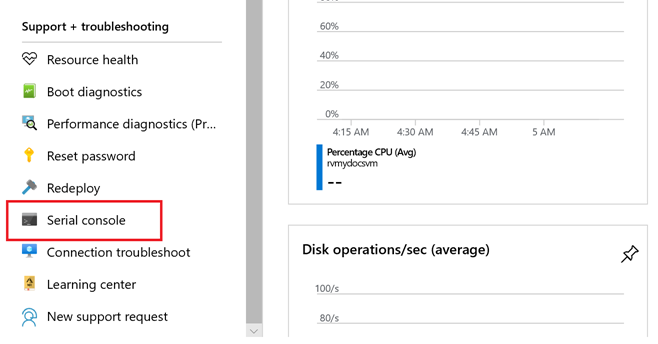 Support + troubleshooting
Resource health
Boot diagnostics
Performance diagnostics (Pr...
Reset password
Redeploy
Serial console
Connection troubleshoot
Learning center
New support request
60%
40%
20%
0%
4:15 AM 4:30 AM 4:45 AM 5 AM
Percentage CPU (Avg)
rvmydocsvm
--
Disk operations/sec (average)
100/s
80/s